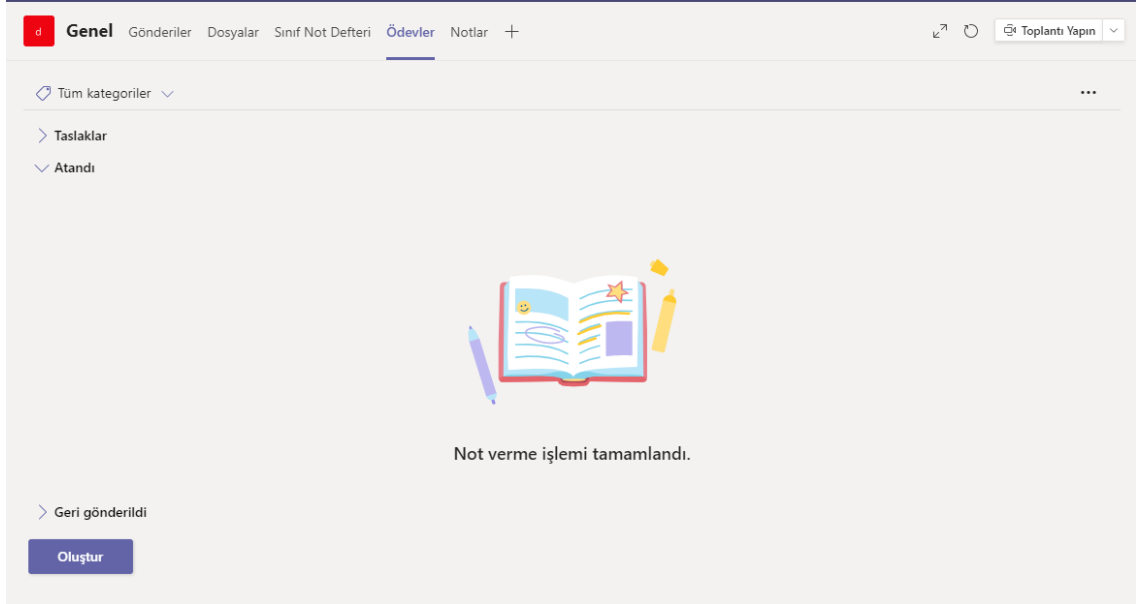 d Genel Gönderiler Dosyalar Sınıf Not Defteri Ödevler Notlar Toplantı Yapın
Tüm kategoriler
Taslaklar
Atandı
Not verme işlemi tamamlandı.
Geri gönderildi
Oluştur